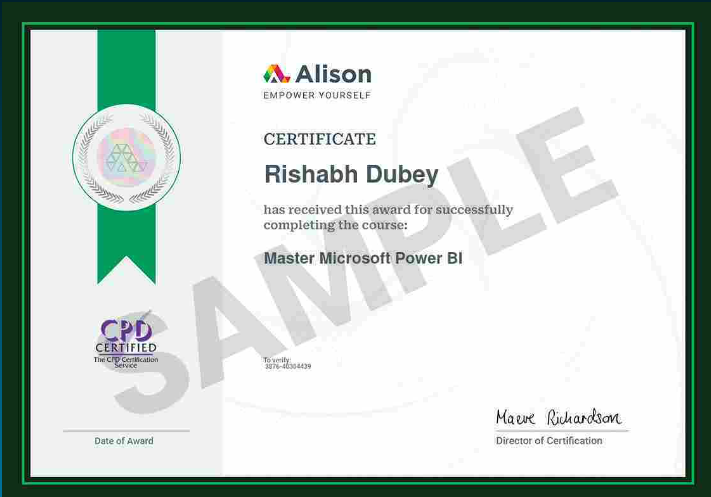 Alison
EMPOWER YOURSELF
CERTIFICATE
Rishabh Dubey
has received this award for successfully
completing the course:
Master Microsoft Power BI
SAMPLE
CPD
CERTIFIED
The CPD Certification
Service
To verify:
3876-40304439
Date of Award
Maeve Richardson
Director of Certification